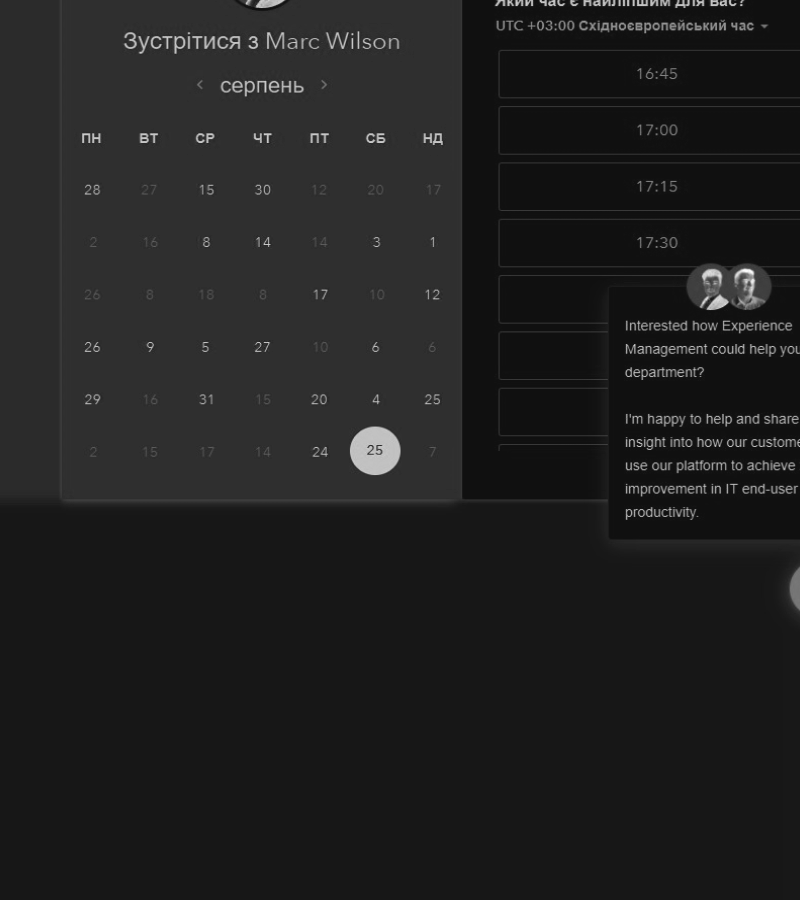 Зустрітися з Marc Wilson
серпень
ПН ВТ СР ЧТ ПТ СБ НД
28 27 15 30 12 20 17
2 16 8 14 14 3 1
26 8 18 8 17 10 12
26 9 5 27 10 6 6
29 16 31 15 20 4 25
2 15 17 14 24 25 7
Який час є найліпшим для вас?
UTC +03:00 Східноєвропейський час
16:45
17:00
17:15
17:30
Interested how Experience
Management could help you
department?
I'm happy to help and share
insight into how our custome
use our platform to achieve
improvement in IT end-user
productivity.